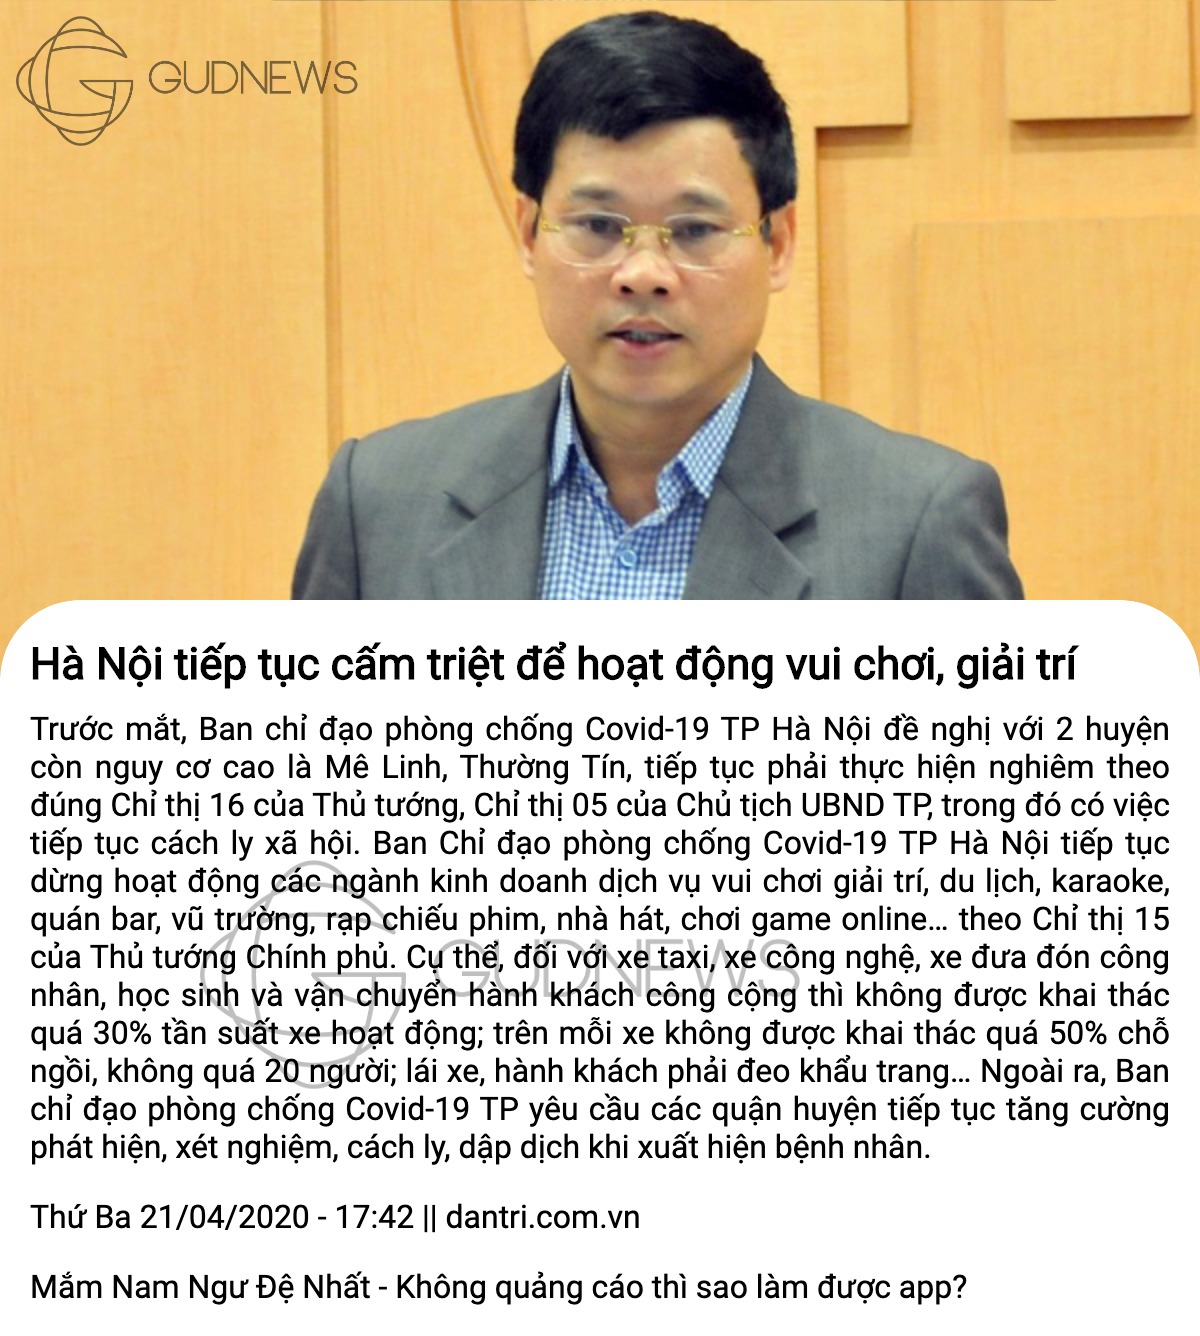 GUDNEWS
Hà Nội tiếp tục cấm triệt để hoạt động vui chơi, giải trí
Trước mắt, Ban chỉ đạo phòng chống Covid-19 TP Hà Nội đề nghị với 2 huyện
còn nguy cơ cao là Mê Linh, Thường Tín, tiếp tục phải thực hiện nghiêm theo
đúng Chỉ thị 16 của Thủ tướng, Chỉ thị 05 của Chủ tịch UBND TP, trong đó có việc
tiếp tục cách ly xã hội. Ban Chỉ đạo phòng chống Covid-19 TP Hà Nội tiếp tục
dừng hoạt động các ngành kinh doanh dịch vụ vui chơi giải trí, du lịch, karaoke,
quán bar, vũ trường, rạp chiếu phim, nhà hát, chơi game online... theo Chỉ thị 15
của Thủ tướng Chính phủ. Cụ thể, đối với xe taxi, xe công nghệ, xe đưa đón công
nhân, học sinh và vận chuyển hành khách công cộng thì không được khai thác
quá 30% tần suất xe hoạt động; trên mỗi xe không được khai thác quá 50% chỗ
ngồi, không quá 20 người; lái xe, hành khách phải đeo khẩu trang... Ngoài ra, Ban
chỉ đạo phòng chống Covid-19 TP yêu cầu các quận huyện tiếp tục tăng cường
phát hiện, xét nghiệm, cách ly, dập dịch khi xuất hiện bệnh nhân.
GUDNEWS
Thứ Ba 21/04/2020 - 17:42 || dantri.com.vn
Mắm Nam Ngư Đệ Nhất - Không quảng cáo thì sao làm được app?